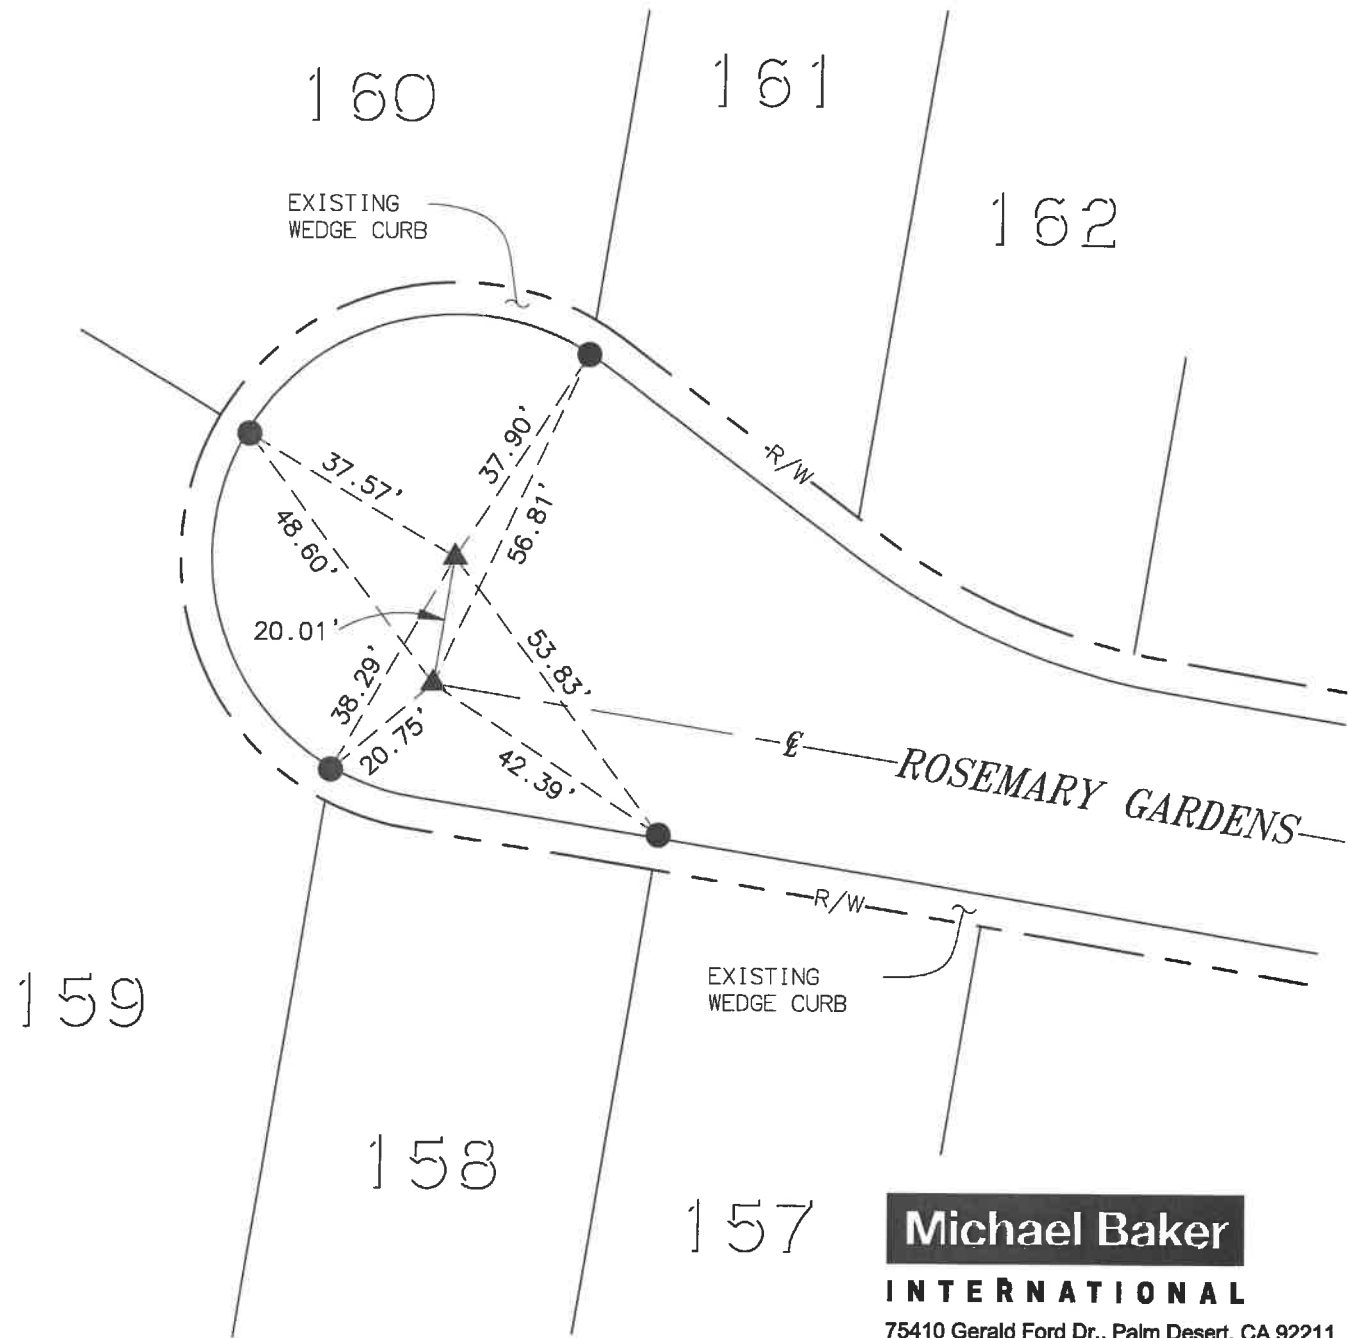 160
161
162
EXISTING
WEDGE CURB
R/W
37.57'
37.90'
48.60'
56.81'
20.01'
53.83'
38.29'
20.75'
42.39'
℄
ROSEMARY GARDENS
R/W
EXISTING
WEDGE CURB
159
158
157
Michael Baker
INTERNATIONAL
75410 Gerald Ford Dr., Palm Desert, CA 92211